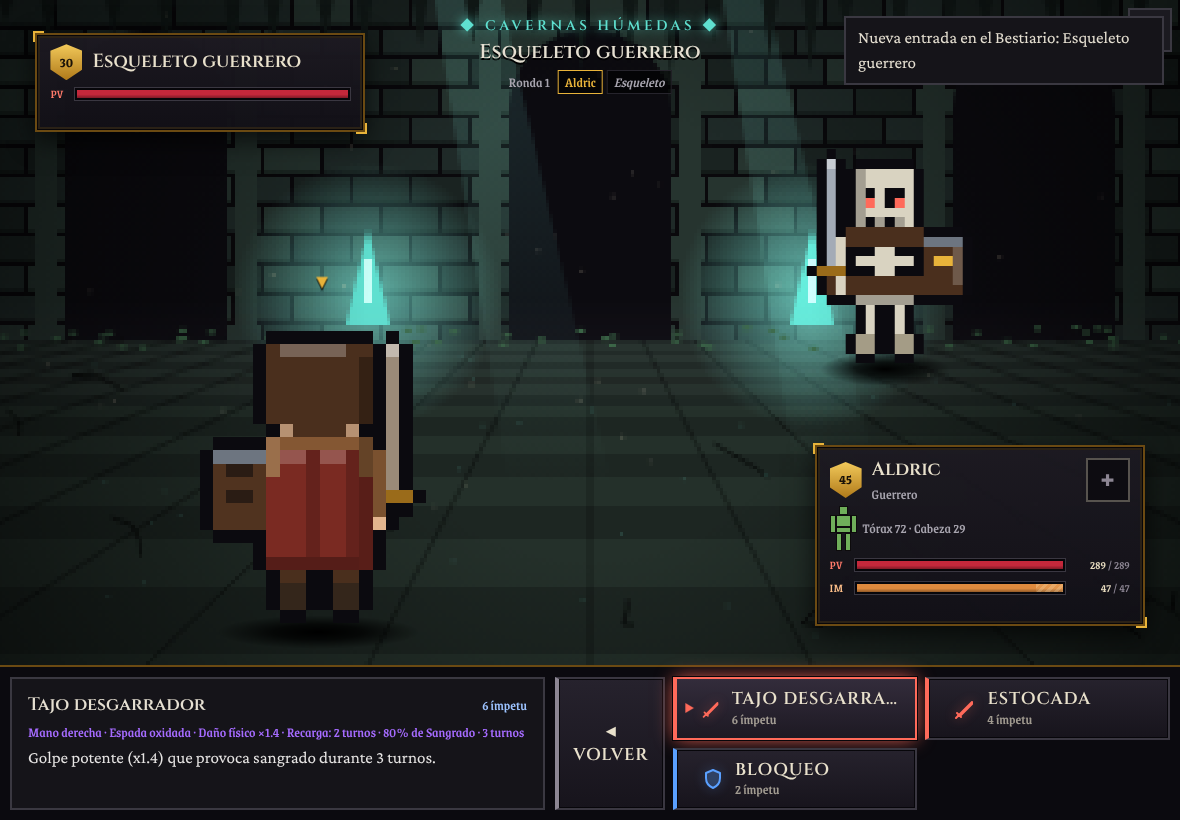 ◆ CAVERNAS HÚMEDAS ◆
ESQUELETO GUERRERO
Ronda 1 Aldric Esqueleto
30 ESQUELETO GUERRERO
PV
Nueva entrada en el Bestiario: Esqueleto
guerrero
45 ALDRIC
Guerrero
+
Tórax 72 · Cabeza 29
PV 289 / 289
IM 47 / 47
TAJO DESGARRADOR 6 ímpetu
Mano derecha · Espada oxidada · Daño físico ×1.4 · Recarga: 2 turnos · 80% de Sangrado · 3 turnos
Golpe potente (x1.4) que provoca sangrado durante 3 turnos.
◀
VOLVER
TAJO DESGARRA...
6 ímpetu
ESTOCADA
4 ímpetu
BLOQUEO
2 ímpetu